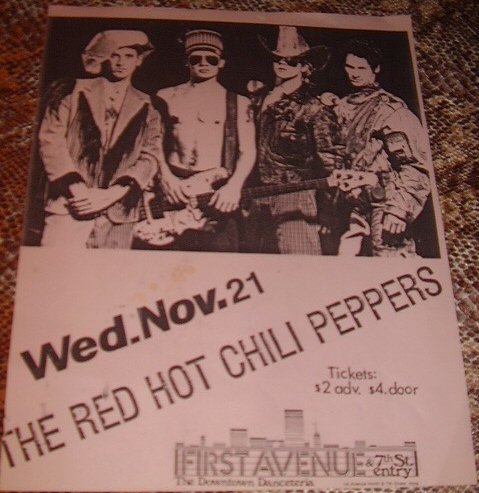 Wed.Nov.21
THE RED HOT CHILI PEPPERS
Tickets:
$2 adv. $4.door
FIRST AVENUE & 7th St. entry
The Downtown Danceteria